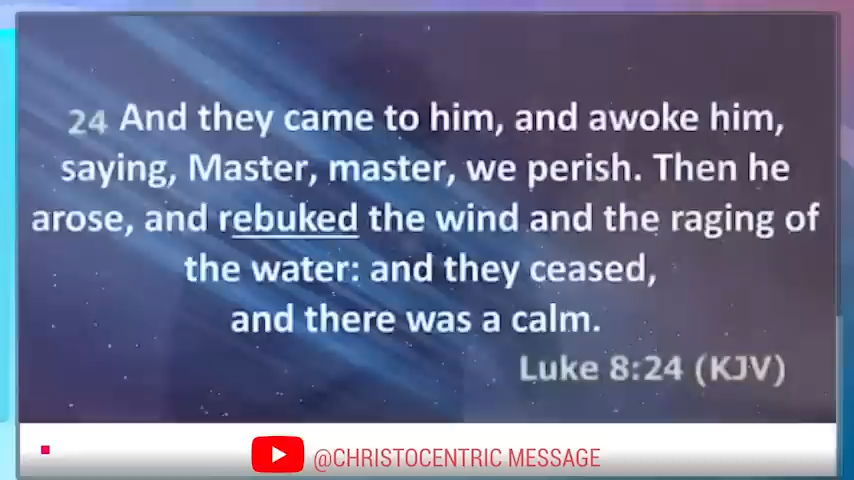 24 And they came to him, and awoke him,
saying, Master, master, we perish. Then he
arose, and rebuked the wind and the raging of
the water: and they ceased,
and there was a calm.
Luke 8:24 (KJV)
@CHRISTOCENTRIC MESSAGE